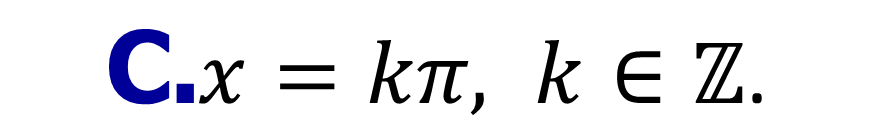 C. x = kπ, k ∈ ℤ.